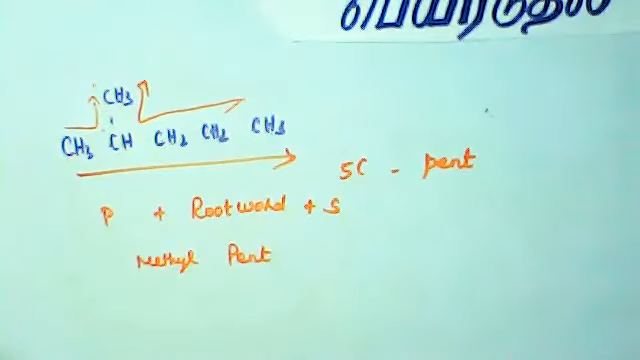 பெயரிடுதல்
CH3
CH3 CH CH2 CH2 CH3
5C - pent
P + Rootword + S
Methyl Pent